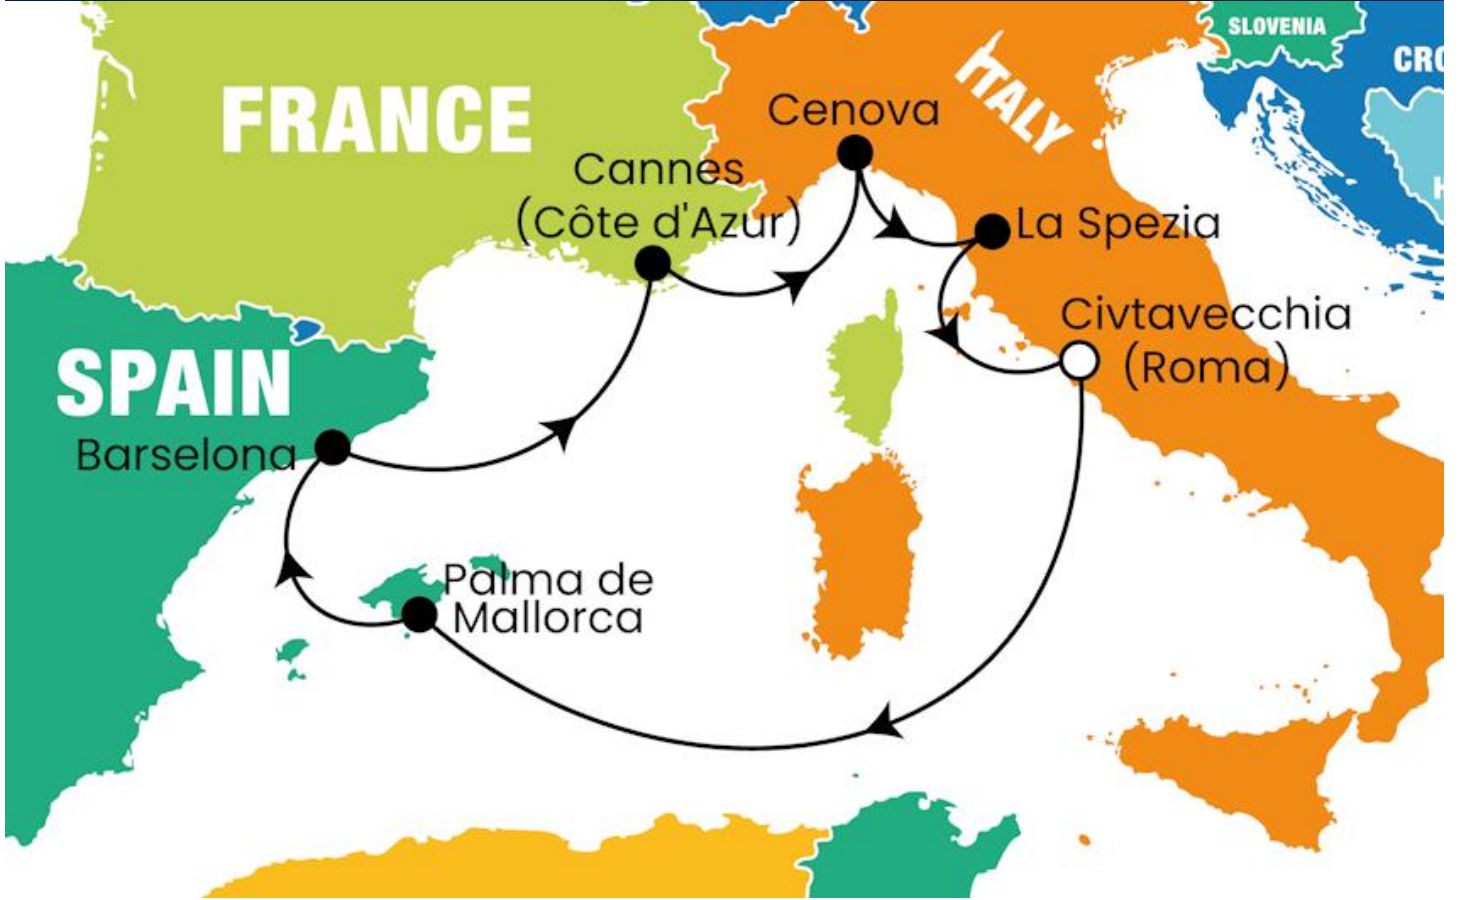 SLOVENIA
CRO
ITALY
FRANCE
Cenova
Cannes
(Côte d'Azur)
La Spezia
H
Civtavecchia
(Roma)
SPAIN
Barselona
Palma de
Mallorca